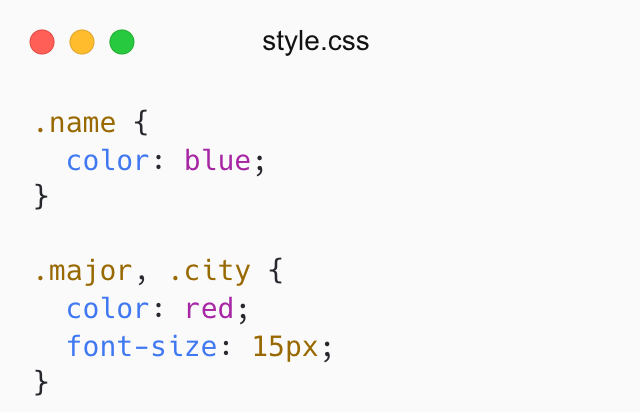 style.css
.name {
  color: blue;
}
.major, .city {
  color: red;
  font-size: 15px;
}